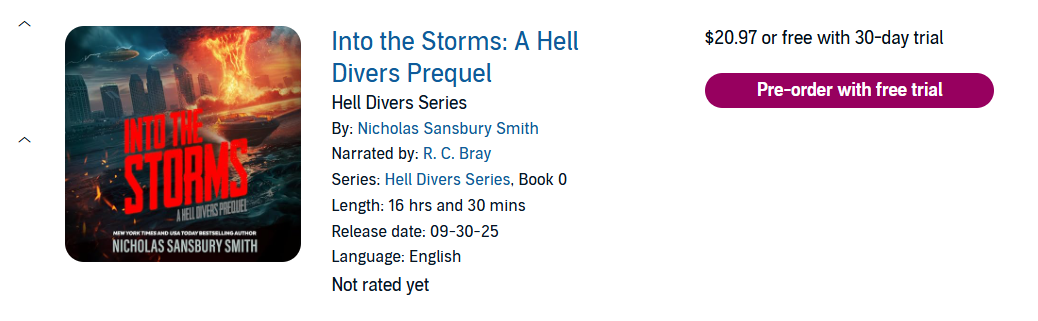 INTO THE
STORMS
A HELL DIVERS PREQUEL
NEW YORK TIMES AND USA TODAY BESTSELLING AUTHOR
NICHOLAS SANSBURY SMITH
Into the Storms: A Hell
Divers Prequel
Hell Divers Series
By: Nicholas Sansbury Smith
Narrated by: R. C. Bray
Series: Hell Divers Series, Book 0
Length: 16 hrs and 30 mins
Release date: 09-30-25
Language: English
Not rated yet
$20.97 or free with 30-day trial
Pre-order with free trial